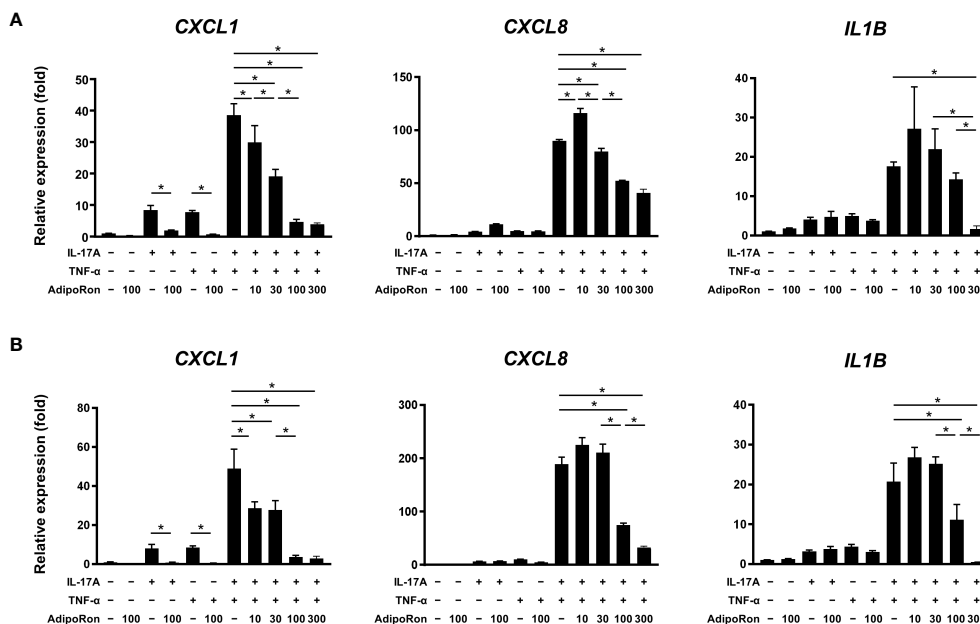 A
CXCL1
CXCL8
IL1B
Relative expression (fold)
50
40
30
20
10
0
* * * * * * * *
150
100
50
0
* * * * * *
40
30
20
10
0
* * *
IL-17A − − + + − − + + + + +
TNF-α − − − − + + + + + + +
AdipoRon − 100 − 100 − 100 − 10 30 100 300
IL-17A − − + + − − + + + + +
TNF-α − − − − + + + + + + +
AdipoRon − 100 − 100 − 100 − 10 30 100 300
IL-17A − − + + − − + + + + +
TNF-α − − − − + + + + + + +
AdipoRon − 100 − 100 − 100 − 10 30 100 30
B
CXCL1
CXCL8
IL1B
Relative expression (fold)
80
60
40
20
0
* * * * * * *
300
200
100
0
* * * *
40
30
20
10
0
* * * *
IL-17A − − + + − − + + + + +
TNF-α − − − − + + + + + + +
AdipoRon − 100 − 100 − 100 − 10 30 100 300
IL-17A − − + + − − + + + + +
TNF-α − − − − + + + + + + +
AdipoRon − 100 − 100 − 100 − 10 30 100 300
IL-17A − − + + − − + + + + +
TNF-α − − − − + + + + + + +
AdipoRon − 100 − 100 − 100 − 10 30 100 30